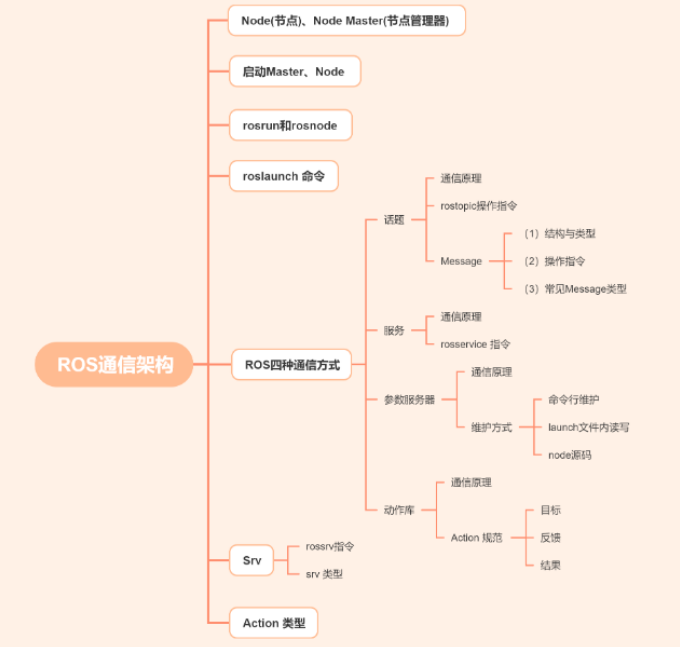 Node(节点)、Node Master(节点管理器)
启动Master、Node
rosrun和rosnode
roslaunch 命令
通信原理
话题
rostopic操作指令
（1）结构与类型
Message
（2）操作指令
（3）常见Message类型
通信原理
服务
rosservice 指令
ROS通信架构
ROS四种通信方式
通信原理
参数服务器
命令行维护
维护方式
launch文件内读写
node源码
通信原理
动作库
目标
Action 规范
反馈
结果
rossrv指令
Srv
srv 类型
Action 类型